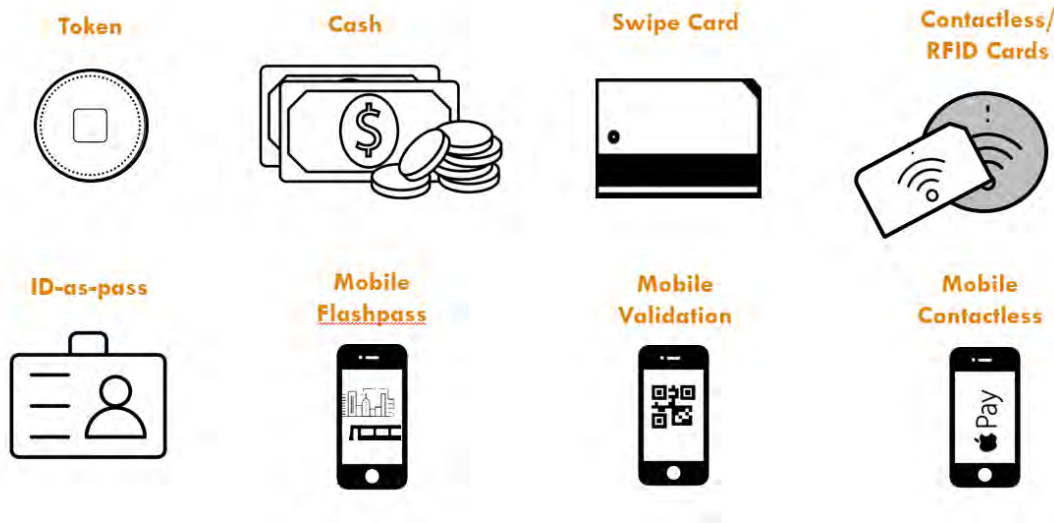 Token
Cash
Swipe Card
Contactless/
RFID Cards
$
ID-as-pass
Mobile
Flashpass
Mobile
Validation
Mobile
Contactless
Pay